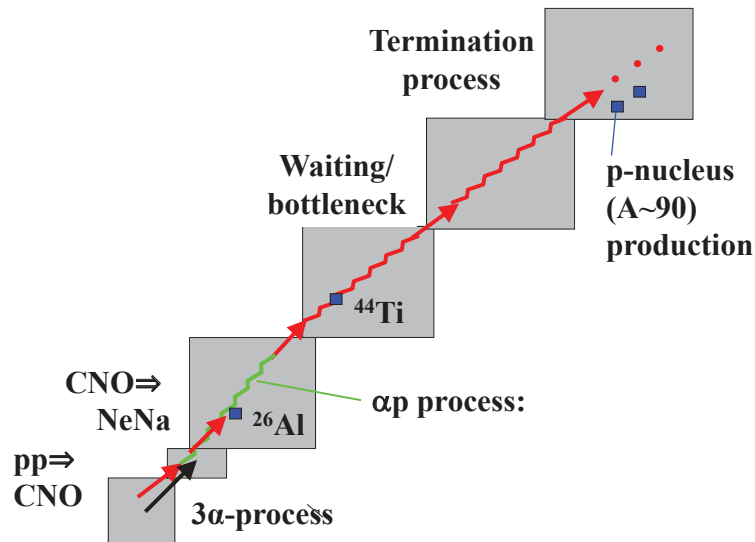 Termination
process
Waiting/
bottleneck
p-nucleus
(A~90)
production
⁴⁴Ti
CNO⇒
NeNa
αp process:
²⁶Al
pp⇒
CNO
3α-process